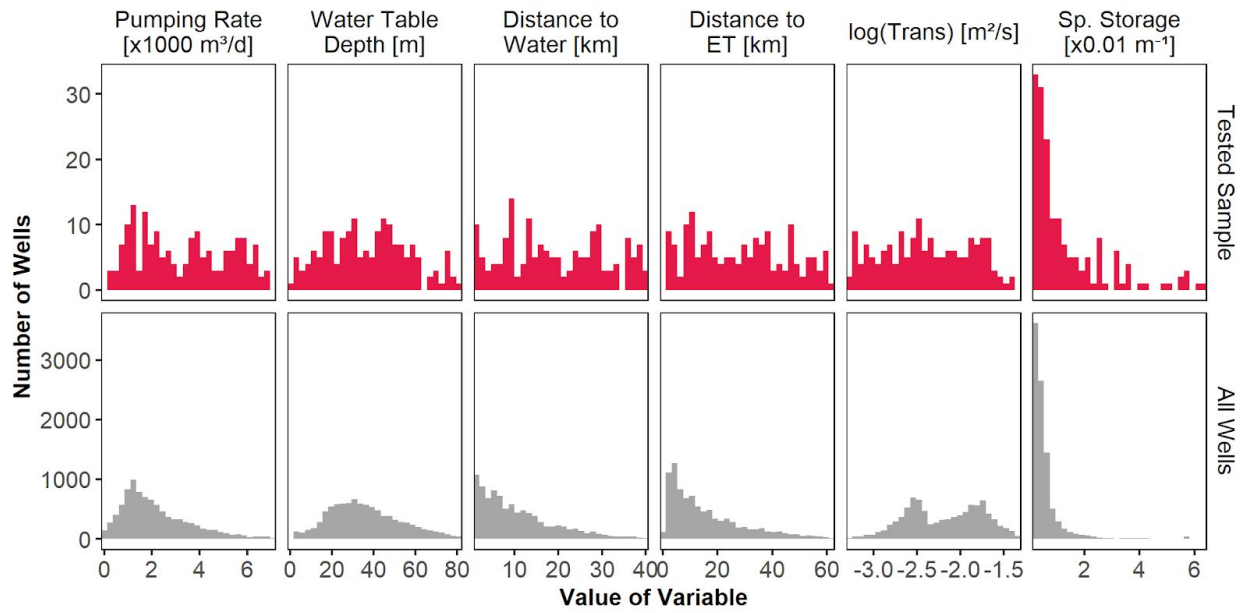 Pumping Rate
[x1000 m³/d]
Water Table
Depth [m]
Distance to
Water [km]
Distance to
ET [km]
log(Trans) [m²/s]
Sp. Storage
[x0.01 m⁻¹]
Number of Wells
30
20
10
0
Tested Sample
3000
2000
1000
0
All Wells
0 2 4 6
0 20 40 60 80
10 20 30 40
0 20 40 60
-3.0 -2.5 -2.0 -1.5
2 4 6
Value of Variable